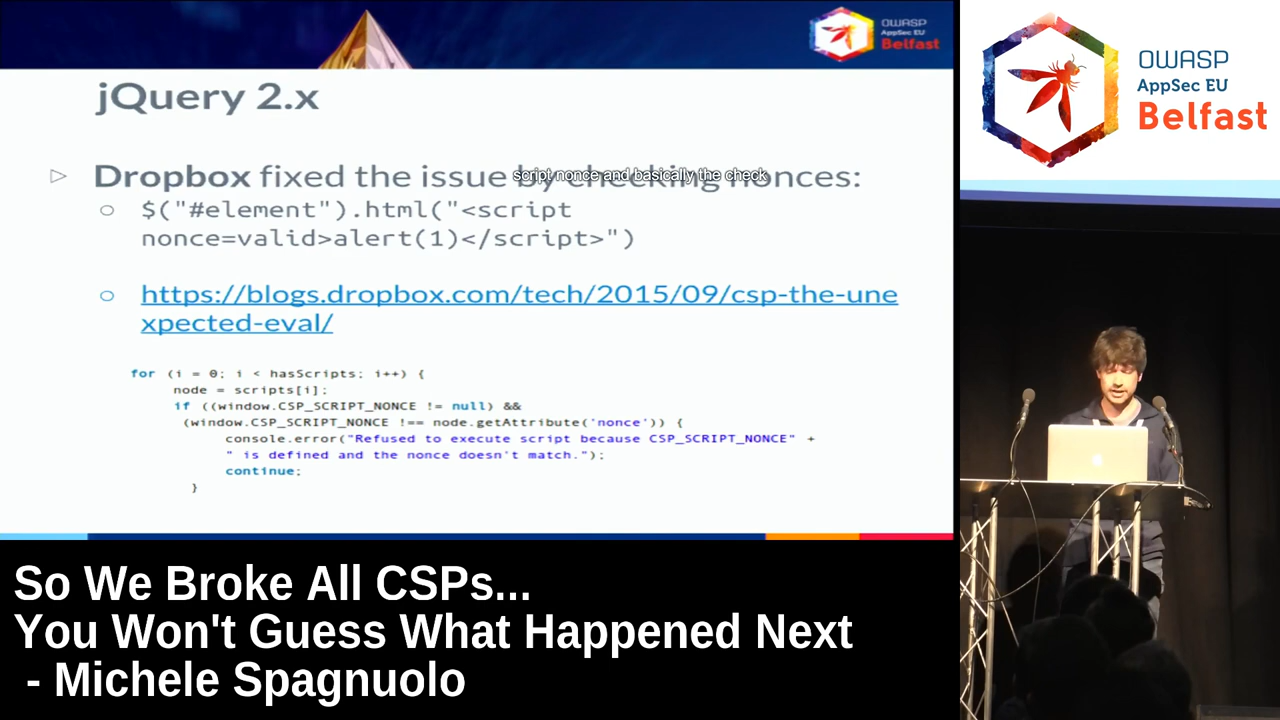 OWASP
AppSec EU
Belfast
jQuery 2.x
▷ Dropbox fixed the issue by checking nonces:
script nonce and basically the check
○ $("#element").html("<script
nonce=valid>alert(1)</script>")
○ https://blogs.dropbox.com/tech/2015/09/csp-the-une
xpected-eval/
for (i = 0; i < hasScripts; i++) {
node = scripts[i];
if ((window.CSP_SCRIPT_NONCE != null) &&
(window.CSP_SCRIPT_NONCE !== node.getAttribute('nonce')) {
console.error("Refused to execute script because CSP_SCRIPT_NONCE" +
" is defined and the nonce doesn't match.");
continue;
}
OWASP
AppSec EU
Belfast
So We Broke All CSPs...
You Won't Guess What Happened Next
- Michele Spagnuolo